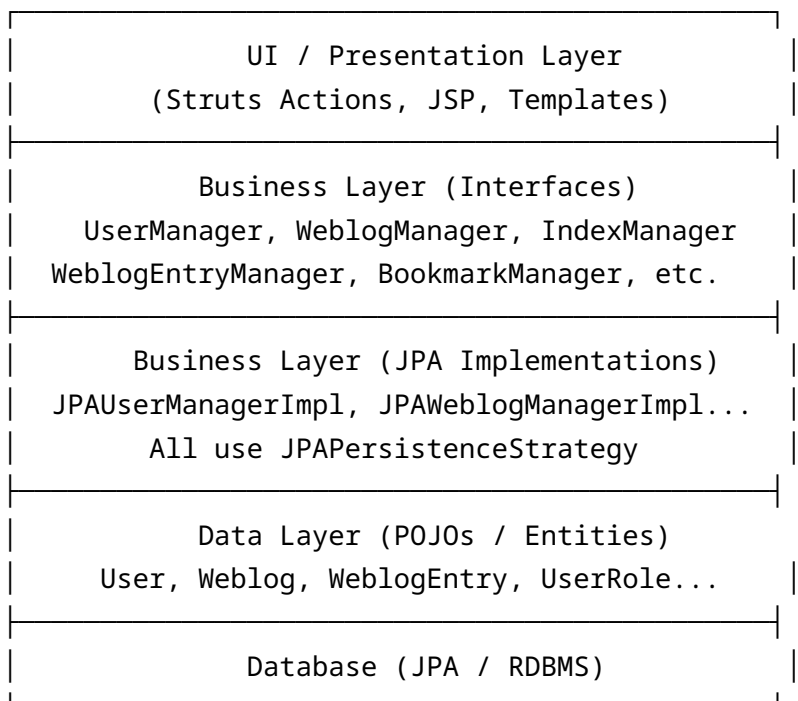 UI / Presentation Layer
(Struts Actions, JSP, Templates)
Business Layer (Interfaces)
UserManager, WeblogManager, IndexManager
WeblogEntryManager, BookmarkManager, etc.
Business Layer (JPA Implementations)
JPAUserManagerImpl, JPAWeblogManagerImpl...
All use JPAPersistenceStrategy
Data Layer (POJOs / Entities)
User, Weblog, WeblogEntry, UserRole...
Database (JPA / RDBMS)